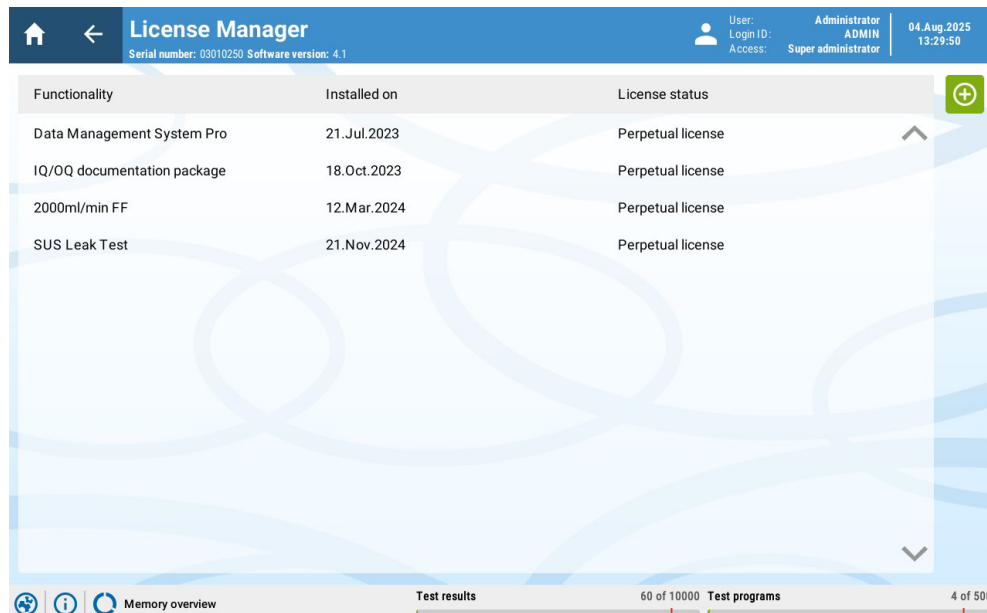 License Manager
Serial number: 03010250 Software version: 4.1
User: Administrator
Login ID: ADMIN
Access: Super administrator
04.Aug.2025
13:29:50
Functionality Installed on License status
Data Management System Pro 21.Jul.2023 Perpetual license
IQ/OQ documentation package 18.Oct.2023 Perpetual license
2000ml/min FF 12.Mar.2024 Perpetual license
SUS Leak Test 21.Nov.2024 Perpetual license
Memory overview Test results 60 of 10000 Test programs 4 of